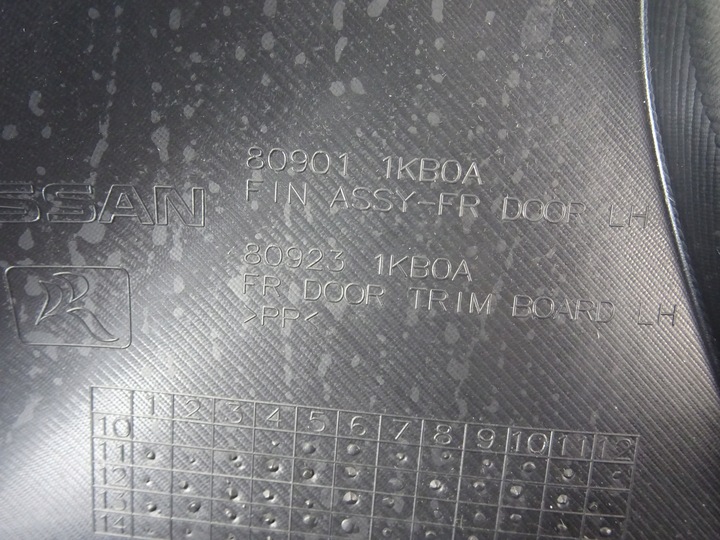 80901 1KB0A
FIN ASSY-FR DOOR LH
SSAN
80923 1KB0A
FR DOOR TRIM BOARD LH
>PP<
1 2 3 4 5 6 7 8 9 10 11 12
10
11
12
13
14